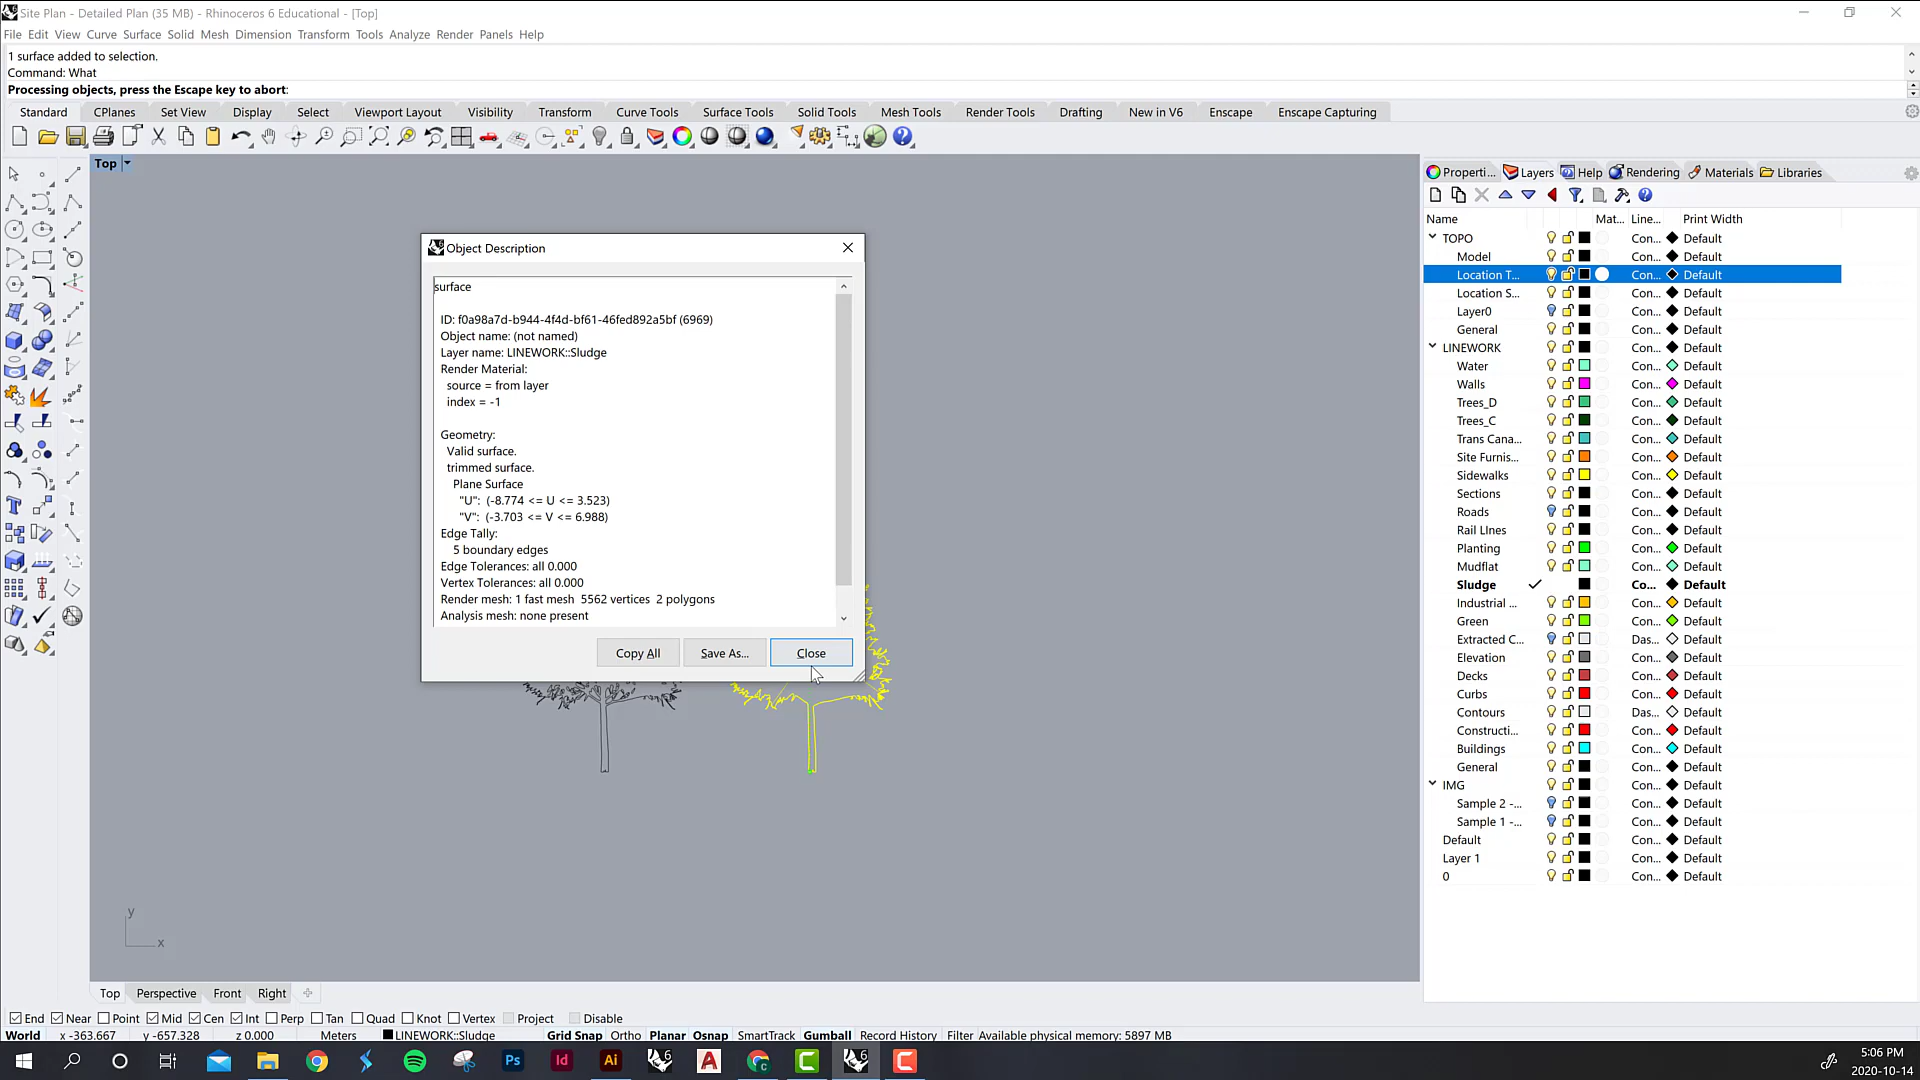 Site Plan - Detailed Plan (35 MB) - Rhinoceros 6 Educational - [Top]
File Edit View Curve Surface Solid Mesh Dimension Transform Tools Analyze Render Panels Help
1 surface added to selection.
Command: What
Processing objects, press the Escape key to abort:
Standard CPlanes Set View Display Select Viewport Layout Visibility Transform Curve Tools Surface Tools Solid Tools Mesh Tools Render Tools Drafting New in V6 Enscape Enscape Capturing
Top
Properti... Layers Help Rendering Materials Libraries
Name Mat... Line... Print Width
TOPO Con... Default
Model Con... Default
Location T... Con... Default
Location S... Con... Default
Layer0 Con... Default
General Con... Default
LINEWORK Con... Default
Water Con... Default
Walls Con... Default
Trees_D Con... Default
Trees_C Con... Default
Trans Cana... Con... Default
Site Furnis... Con... Default
Sidewalks Con... Default
Sections Con... Default
Roads Con... Default
Rail LInes Con... Default
Planting Con... Default
Mudflat Con... Default
Sludge Co... Default
Industrial ... Con... Default
Green Con... Default
Extracted C... Das... Default
Elevation Con... Default
Decks Con... Default
Curbs Con... Default
Contours Das... Default
Constructi... Con... Default
Buildings Con... Default
General Con... Default
IMG Con... Default
Sample 2 -... Con... Default
Sample 1 -... Con... Default
Default Con... Default
Layer 1 Con... Default
0 Con... Default
Object Description
surface
ID: f0a98a7d-b944-4f4d-bf61-46fed892a5bf (6969)
Object name: (not named)
Layer name: LINEWORK::Sludge
Render Material:
source = from layer
index = -1
Geometry:
Valid surface.
trimmed surface.
Plane Surface
"U": (-8.774 <= U <= 3.523)
"V": (-3.703 <= V <= 6.988)
Edge Tally:
5 boundary edges
Edge Tolerances: all 0.000
Vertex Tolerances: all 0.000
Render mesh: 1 fast mesh 5562 vertices 2 polygons
Analysis mesh: none present
Copy All Save As... Close
y
x
Top Perspective Front Right
End Near Point Mid Cen Int Perp Tan Quad Knot Vertex Project Disable
World x -363.667 y -657.328 z 0.000 Meters LINEWORK::Sludge Grid Snap Ortho Planar Osnap SmartTrack Gumball Record History Filter Available physical memory: 5897 MB
Ps Id Ai 6 A C C 6 C
5:06 PM
2020-10-14